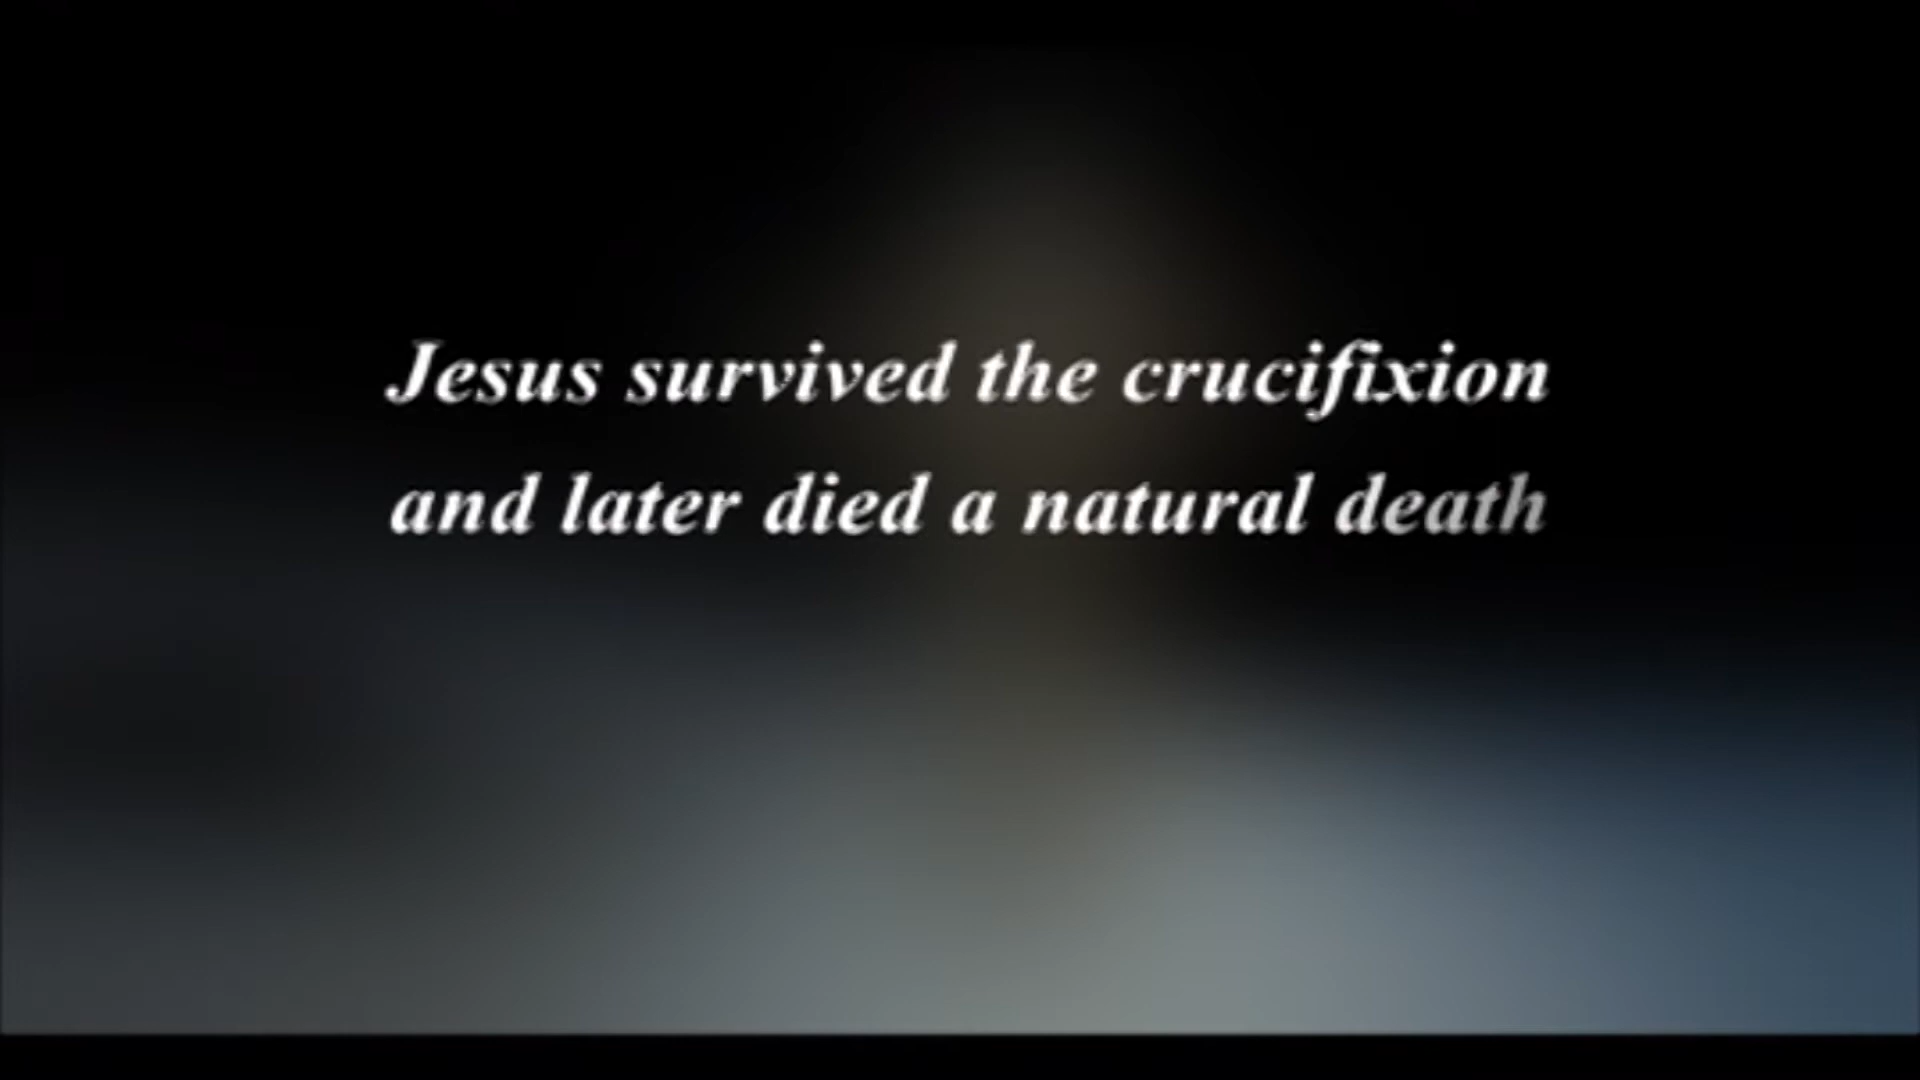 Jesus survived the crucifixion
and later died a natural death